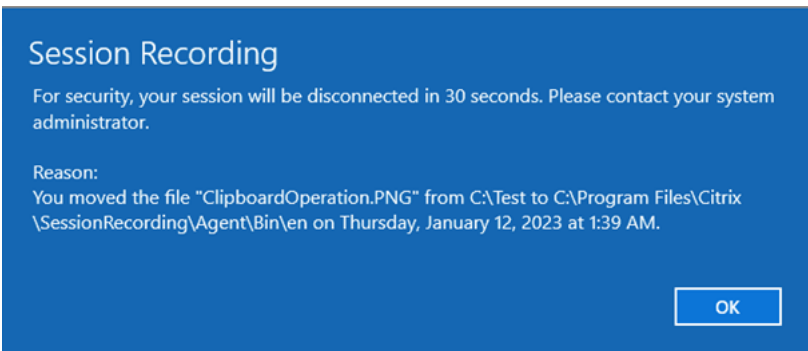 Session Recording
For security, your session will be disconnected in 30 seconds. Please contact your system
administrator.
Reason:
You moved the file "ClipboardOperation.PNG" from C:\Test to C:\Program Files\Citrix
\SessionRecording\Agent\Bin\en on Thursday, January 12, 2023 at 1:39 AM.
OK